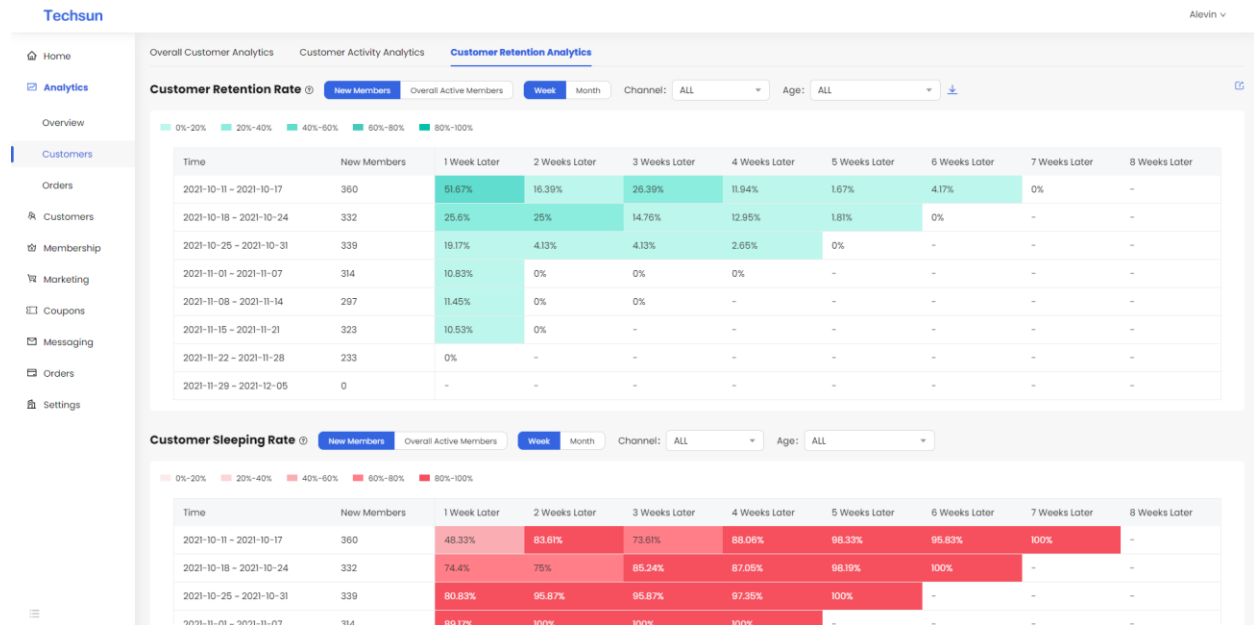 Techsun
Alevin
Home
Analytics
Overview
Customers
Orders
Customers
Membership
Marketing
Coupons
Messaging
Orders
Settings
Overall Customer Analytics Customer Activity Analytics Customer Retention Analytics
Customer Retention Rate New Members Overall Active Members Week Month Channel: ALL Age: ALL
0%-20% 20%-40% 40%-60% 60%-80% 80%-100%
Time New Members 1 Week Later 2 Weeks Later 3 Weeks Later 4 Weeks Later 5 Weeks Later 6 Weeks Later 7 Weeks Later 8 Weeks Later
2021-10-11 ~ 2021-10-17 360 51.67% 16.39% 26.39% 11.94% 1.67% 4.17% 0% -
2021-10-18 ~ 2021-10-24 332 25.6% 25% 14.76% 12.95% 1.81% 0% - -
2021-10-25 ~ 2021-10-31 339 19.17% 4.13% 4.13% 2.65% 0% - - -
2021-11-01 ~ 2021-11-07 314 10.83% 0% 0% 0% - - - -
2021-11-08 ~ 2021-11-14 297 11.45% 0% 0% - - - - -
2021-11-15 ~ 2021-11-21 323 10.53% 0% - - - - - -
2021-11-22 ~ 2021-11-28 233 0% - - - - - - -
2021-11-29 ~ 2021-12-05 0 - - - - - - - -
Customer Sleeping Rate New Members Overall Active Members Week Month Channel: ALL Age: ALL
0%-20% 20%-40% 40%-60% 60%-80% 80%-100%
Time New Members 1 Week Later 2 Weeks Later 3 Weeks Later 4 Weeks Later 5 Weeks Later 6 Weeks Later 7 Weeks Later 8 Weeks Later
2021-10-11 ~ 2021-10-17 360 48.33% 83.61% 73.61% 88.06% 98.33% 95.83% 100% -
2021-10-18 ~ 2021-10-24 332 74.4% 75% 85.24% 87.05% 98.19% 100% - -
2021-10-25 ~ 2021-10-31 339 80.83% 95.87% 95.87% 97.35% 100% - - -
2021-11-01 ~ 2021-11-07 314 89.17% 100% 100% 100% - - - -